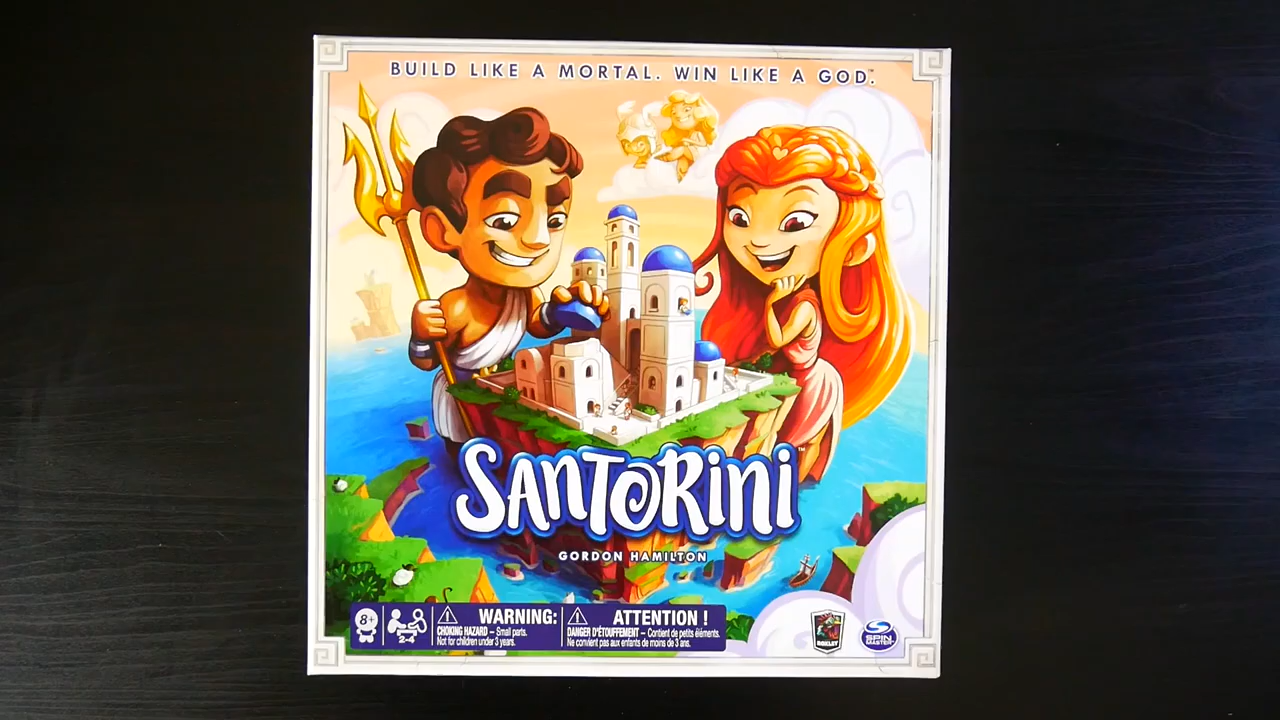 BUILD LIKE A MORTAL. WIN LIKE A GOD.™
SANTORINI™
GORDON HAMILTON
8+
2-4
WARNING:
CHOKING HAZARD – Small parts.
Not for children under 3 years.
ATTENTION !
DANGER D'ÉTOUFFEMENT – Contient de petits éléments.
Ne convient pas aux enfants de moins de 3 ans.
ROXLEY
SPIN
MASTER